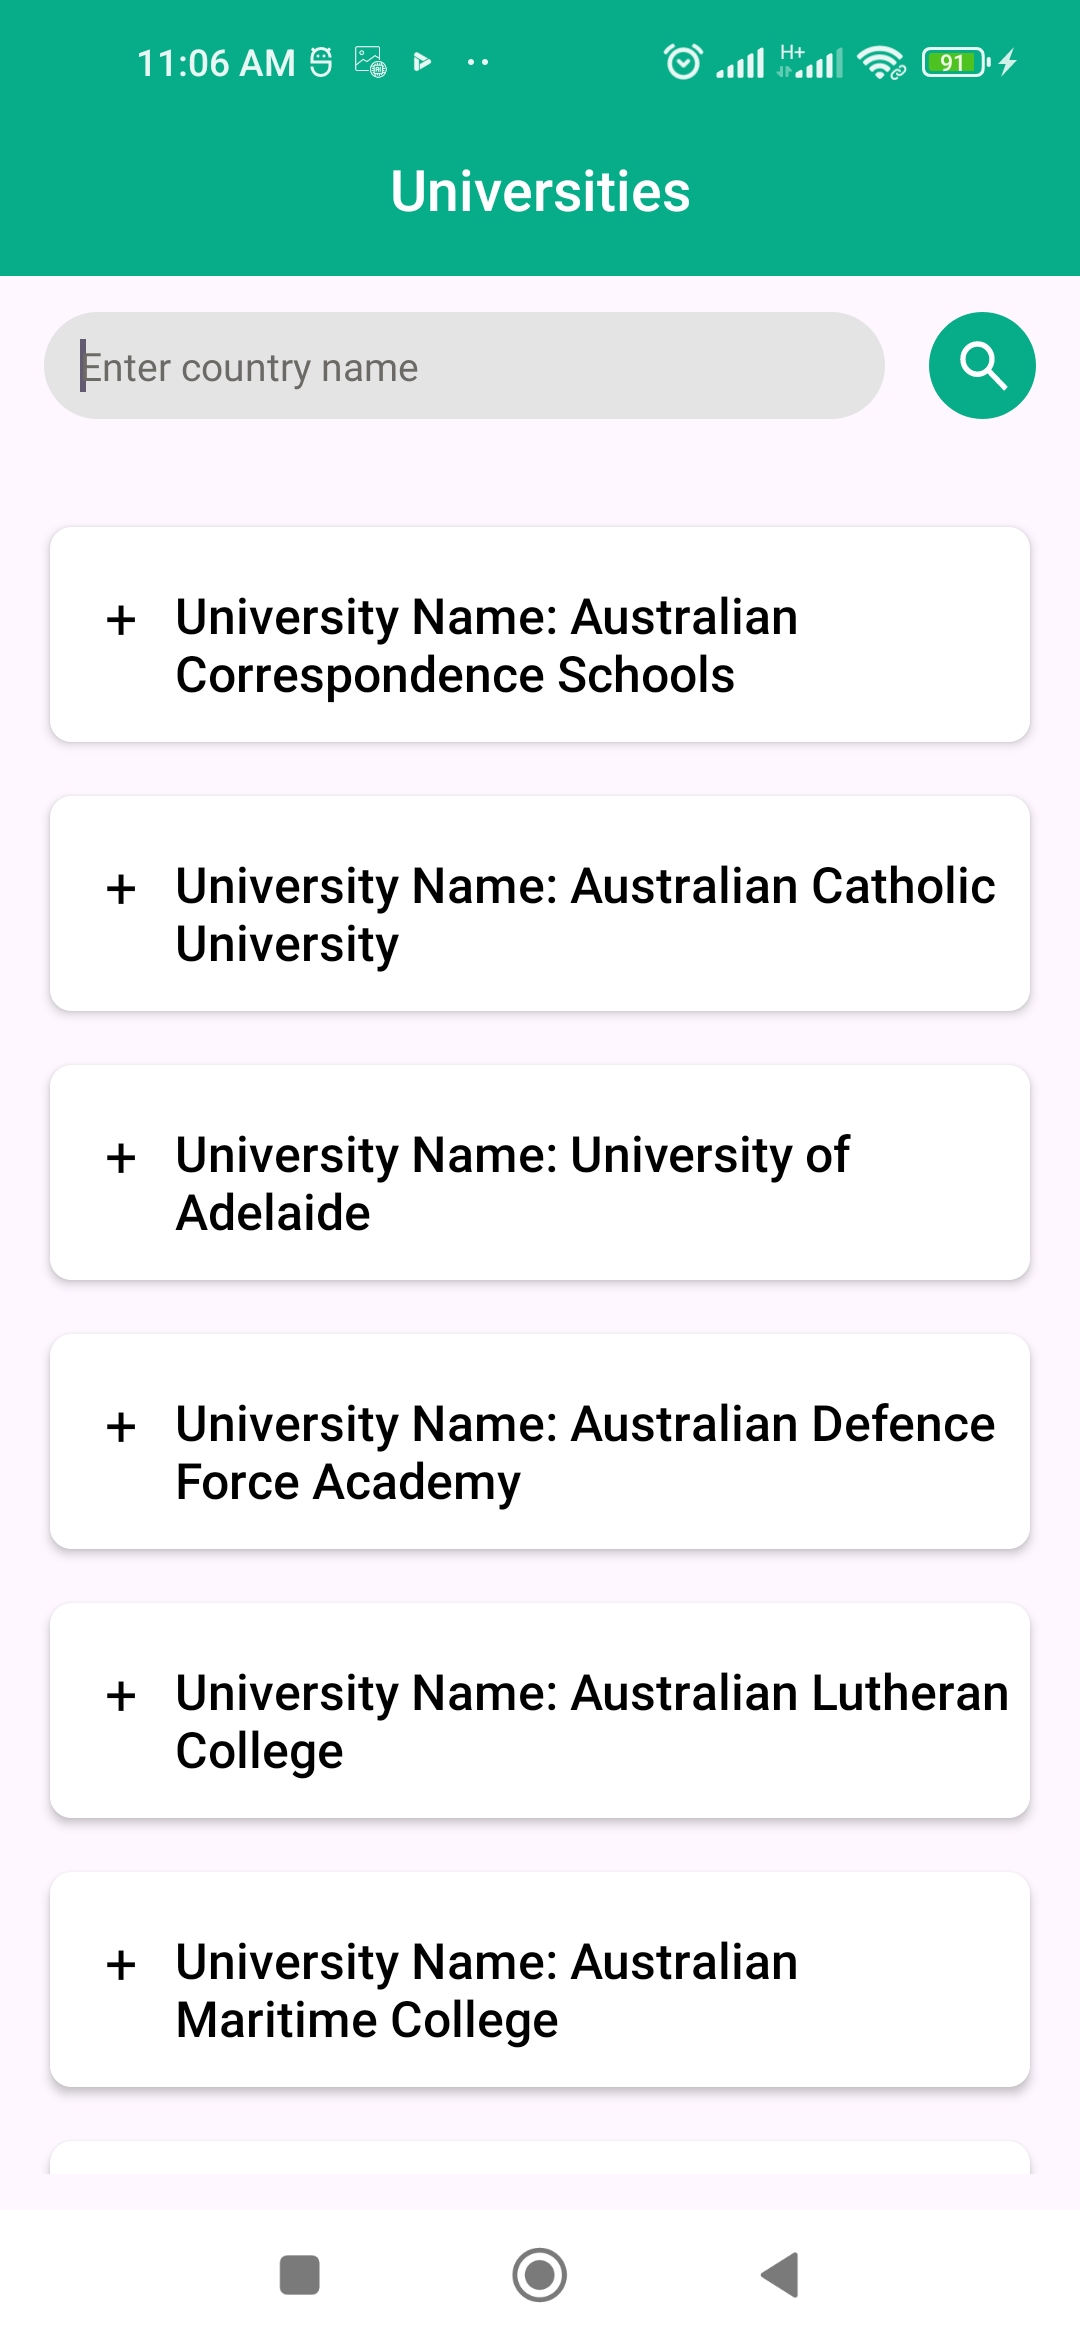 11:06 AM
H+
91
Universities
Enter country name
+ University Name: Australian
Correspondence Schools
+ University Name: Australian Catholic
University
+ University Name: University of
Adelaide
+ University Name: Australian Defence
Force Academy
+ University Name: Australian Lutheran
College
+ University Name: Australian
Maritime College